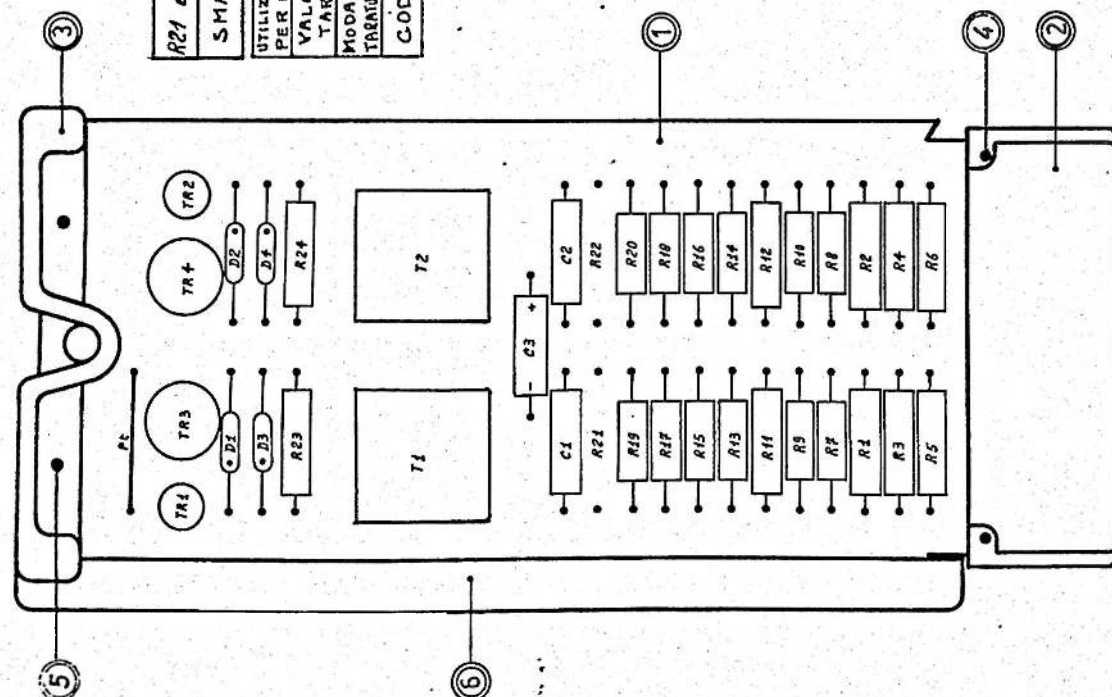 3
R21 E
SMA
UTILIZ
PER I
VALO
TAR
MODA
TARATU
COD
1
4
2
TR2
TR4
D2
D4
R24
T2
C2
R22
R20
R18
R16
R14
R12
R10
R8
R2
R4
R6
C3
- +
Pt
TR3
TR1
D1
D3
R23
T1
C1
R21
R19
R17
R15
R13
R11
R9
R7
R1
R3
R5
5
6